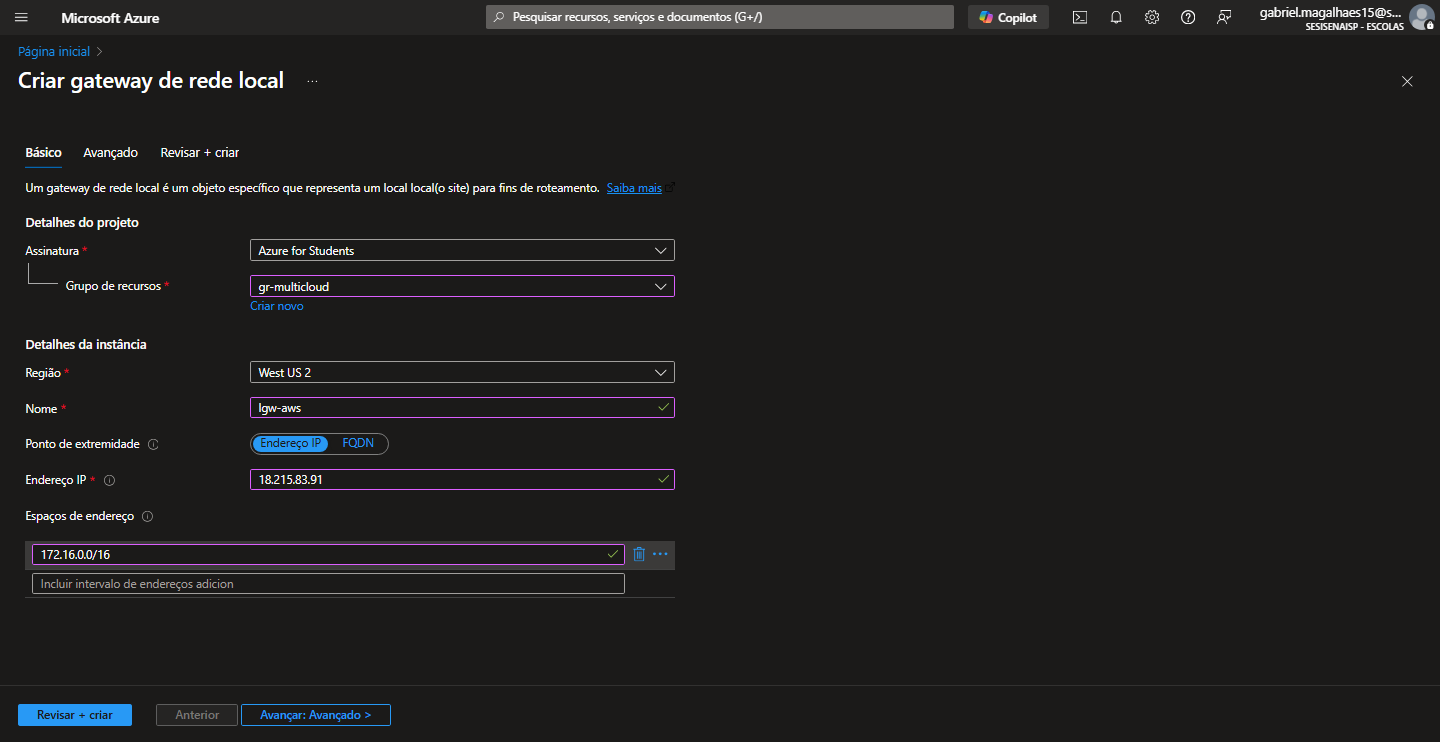 Microsoft Azure
Pesquisar recursos, serviços e documentos (G+/)
Copilot
gabriel.magalhaes15@s...
SESISENAISP - ESCOLAS
Página inicial >
Criar gateway de rede local ...
Básico Avançado Revisar + criar
Um gateway de rede local é um objeto específico que representa um local local(o site) para fins de roteamento. Saiba mais
Detalhes do projeto
Assinatura * Azure for Students
Grupo de recursos * gr-multicloud
Criar novo
Detalhes da instância
Região * West US 2
Nome * lgw-aws
Ponto de extremidade Endereço IP FQDN
Endereço IP * 18.215.83.91
Espaços de endereço
172.16.0.0/16
Incluir intervalo de endereços adicion
Revisar + criar Anterior Avançar: Avançado >